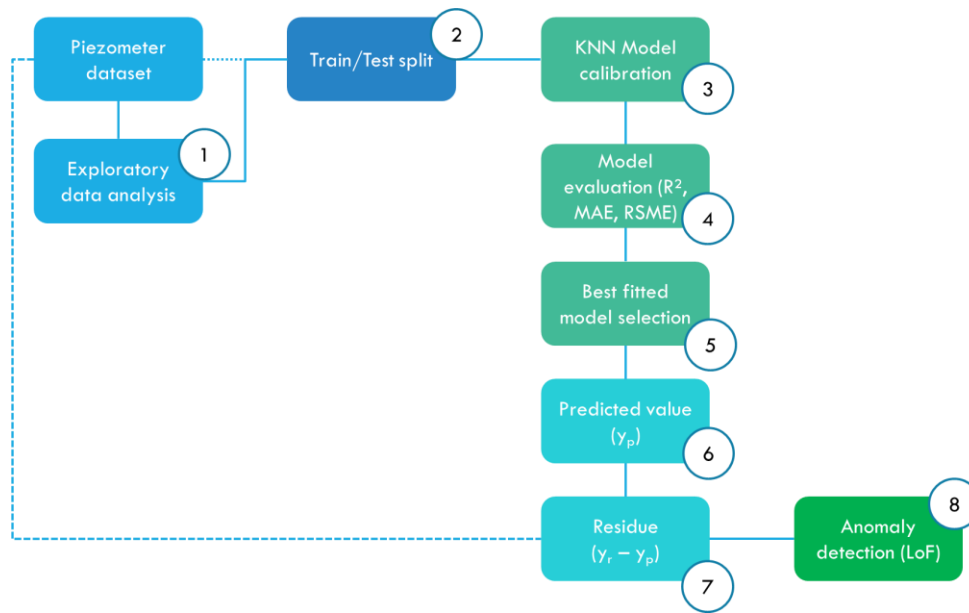 Piezometer
dataset
1
Exploratory
data analysis
2
Train/Test split
KNN Model
calibration
3
Model
evaluation (R²,
MAE, RSME)
4
Best fitted
model selection
5
Predicted value
(yₚ)
6
Residue
(yᵣ – yₚ)
7
8
Anomaly
detection (LoF)